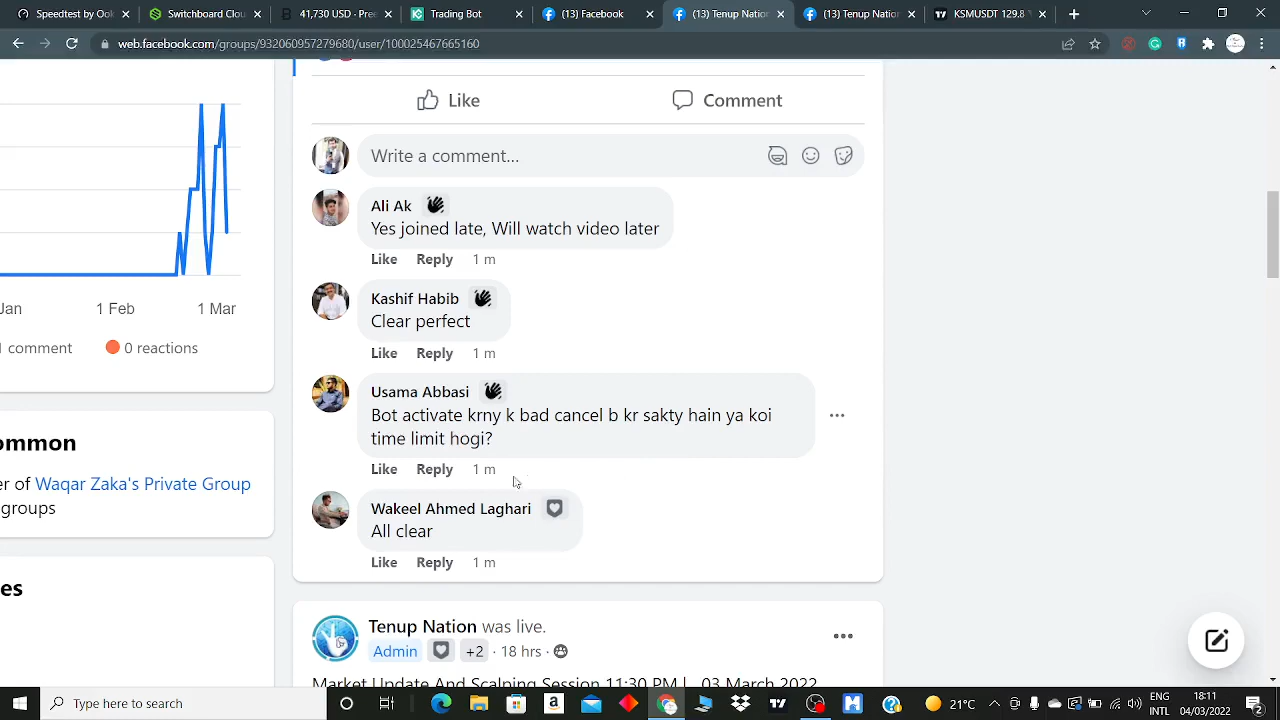 Speedtest by Ook
Switchboard Cloud
41,730 USD - Pree
Trading Bot
(13) Facebook
(13) Tenup Nation
(13) Tenup Nation
KSMUSDT 129.8
web.facebook.com/groups/932060957279680/user/100025467665160
Like
Comment
Write a comment...
Ali Ak
Yes joined late, Will watch video later
Like Reply 1 m
Kashif Habib
Clear perfect
Like Reply 1 m
Usama Abbasi
Bot activate krny k bad cancel b kr sakty hain ya koi
time limit hogi?
Like Reply 1 m
Wakeel Ahmed Laghari
All clear
Like Reply 1 m
Tenup Nation was live.
Admin +2 · 18 hrs ·
Market Update And Scalping Session 11:30 PM | 03 March 2022
Jan 1 Feb 1 Mar
1 comment 0 reactions
ommon
er of Waqar Zaka's Private Group
groups
es
Type here to search
21°C
ENG
INTL
18:11
04/03/2022
2